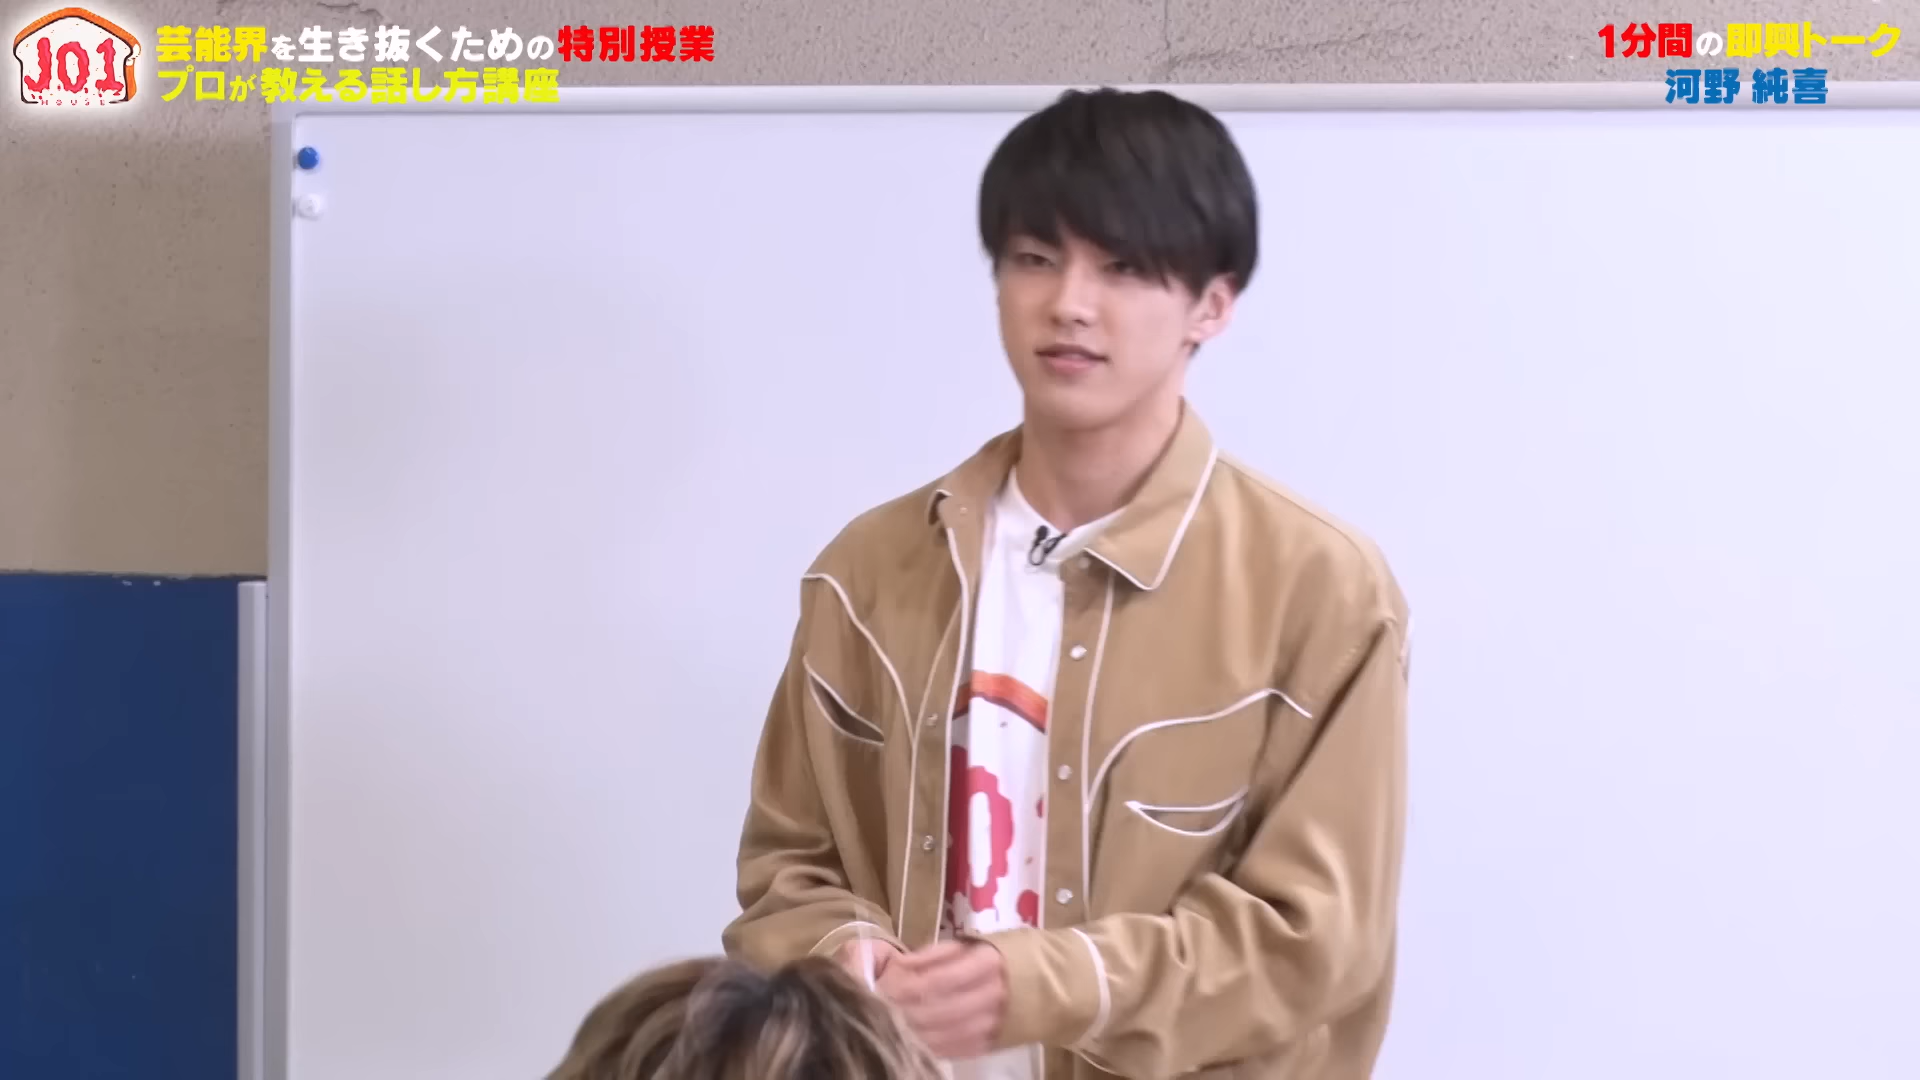 JO1
HOUSE
芸能界を生き抜くための特別授業
プロが教える話し方講座
1分間の即興トーク
河野 純喜